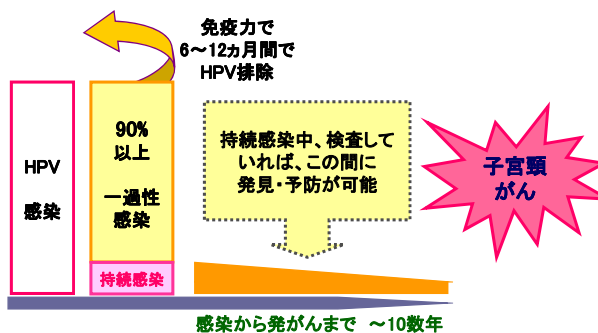 免疫力で
6～12ヵ月間で
HPV排除
HPV
感染
90%
以上
一過性
感染
持続感染
持続感染中、検査して
いれば、この間に
発見・予防が可能
子宮頸
がん
感染から発がんまで ～10数年